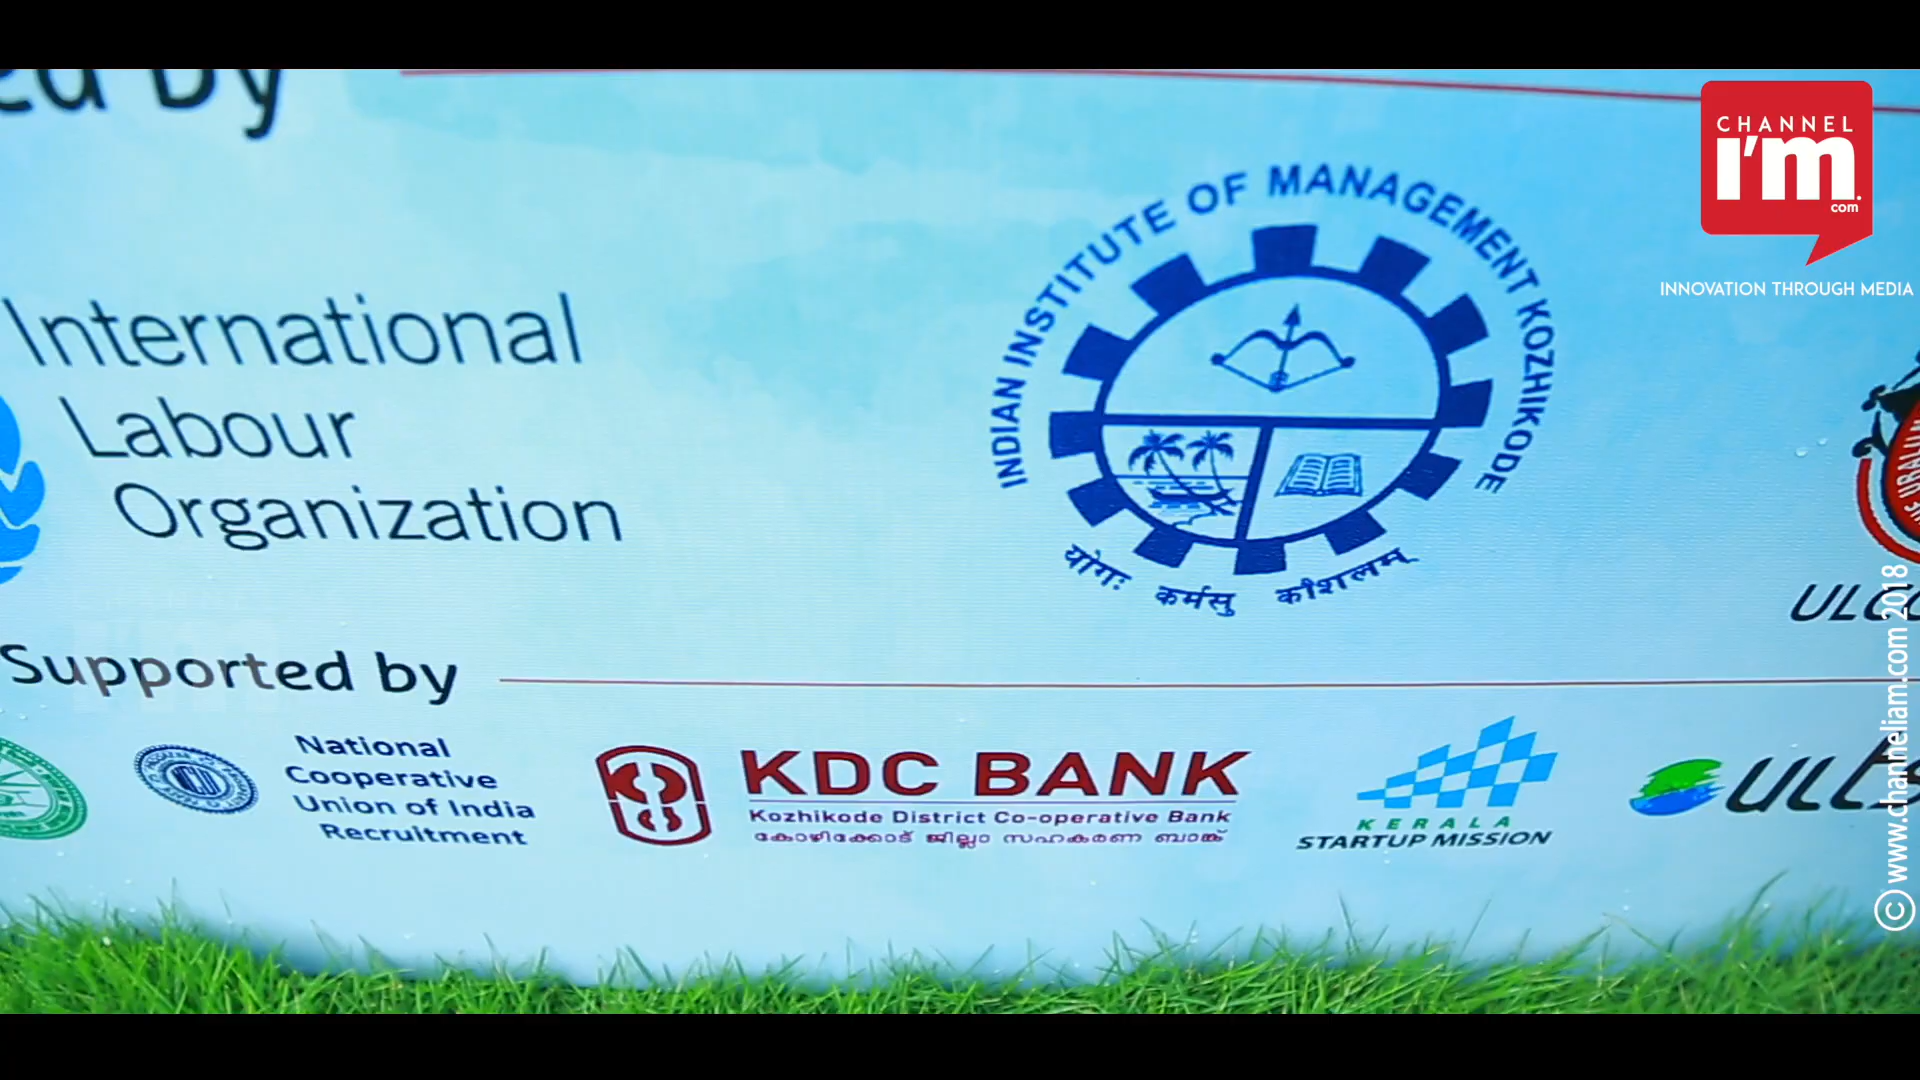 By
CHANNEL
i'm.
com
INNOVATION THROUGH MEDIA
INDIAN INSTITUTE OF MANAGEMENT KOZHIKODE
योगः कर्मसु कौशलम्
International
Labour
Organization
Supported by
National
Cooperative
Union of India
Recruitment
KDC BANK
Kozhikode District Co-operative Bank
കോഴിക്കോട് ജില്ലാ സഹകരണ ബാങ്ക്
KERALA
STARTUP MISSION
© www.channeliam.com 2018